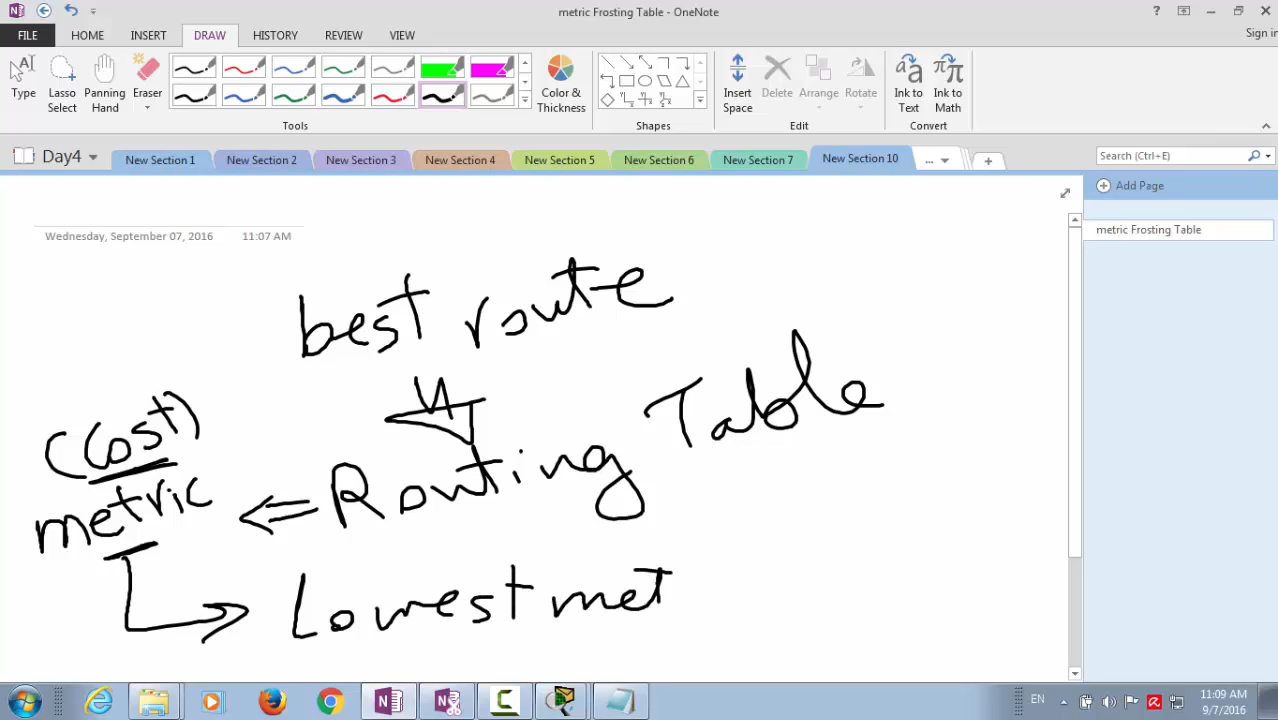 metric Frosting Table - OneNote
Sign in
FILE HOME INSERT DRAW HISTORY REVIEW VIEW
Type
Lasso Select
Panning Hand
Eraser
Color & Thickness
Insert Space
Delete
Arrange
Rotate
Ink to Text
Ink to Math
Tools
Shapes
Edit
Convert
Day4
New Section 1
New Section 2
New Section 3
New Section 4
New Section 5
New Section 6
New Section 7
New Section 10
...
Search (Ctrl+E)
Add Page
metric Frosting Table
Wednesday, September 07, 2016 11:07 AM
best route
(Cost)
metric
Routing Table
Lowest met
EN
11:09 AM
9/7/2016